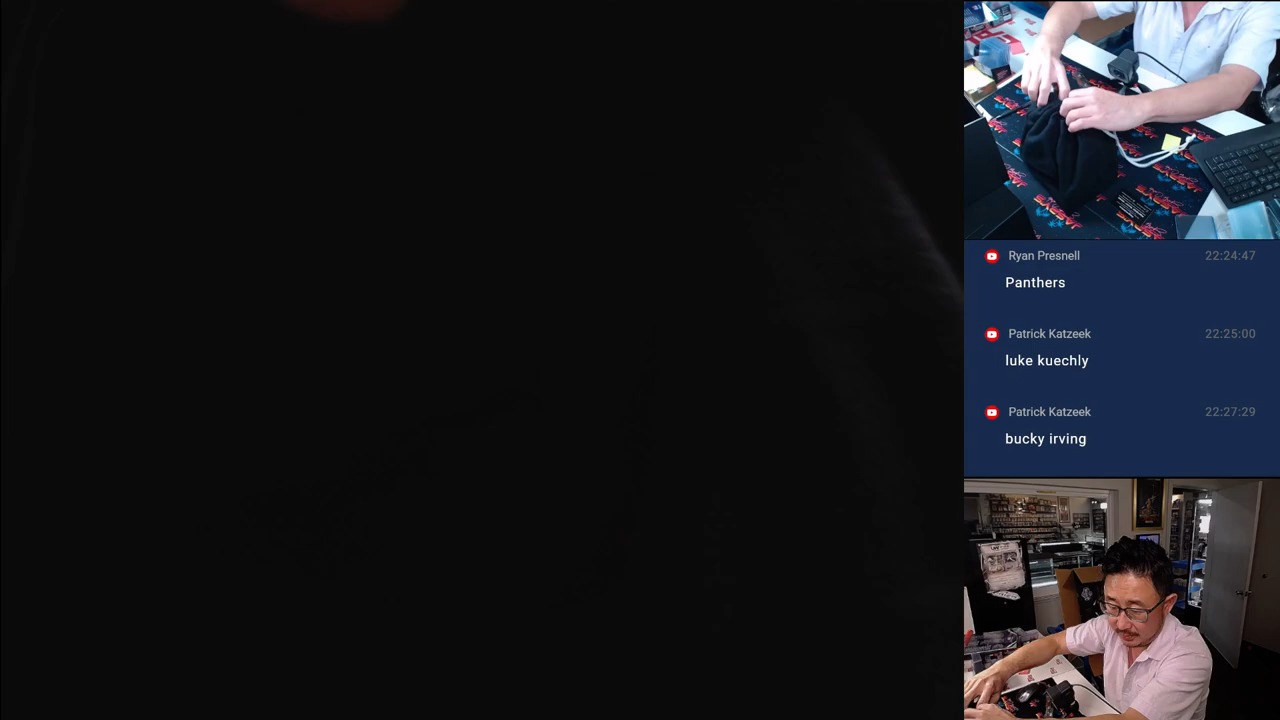 Ryan Presnell 22:24:47
Panthers
Patrick Katzeek 22:25:00
luke kuechly
Patrick Katzeek 22:27:29
bucky irving